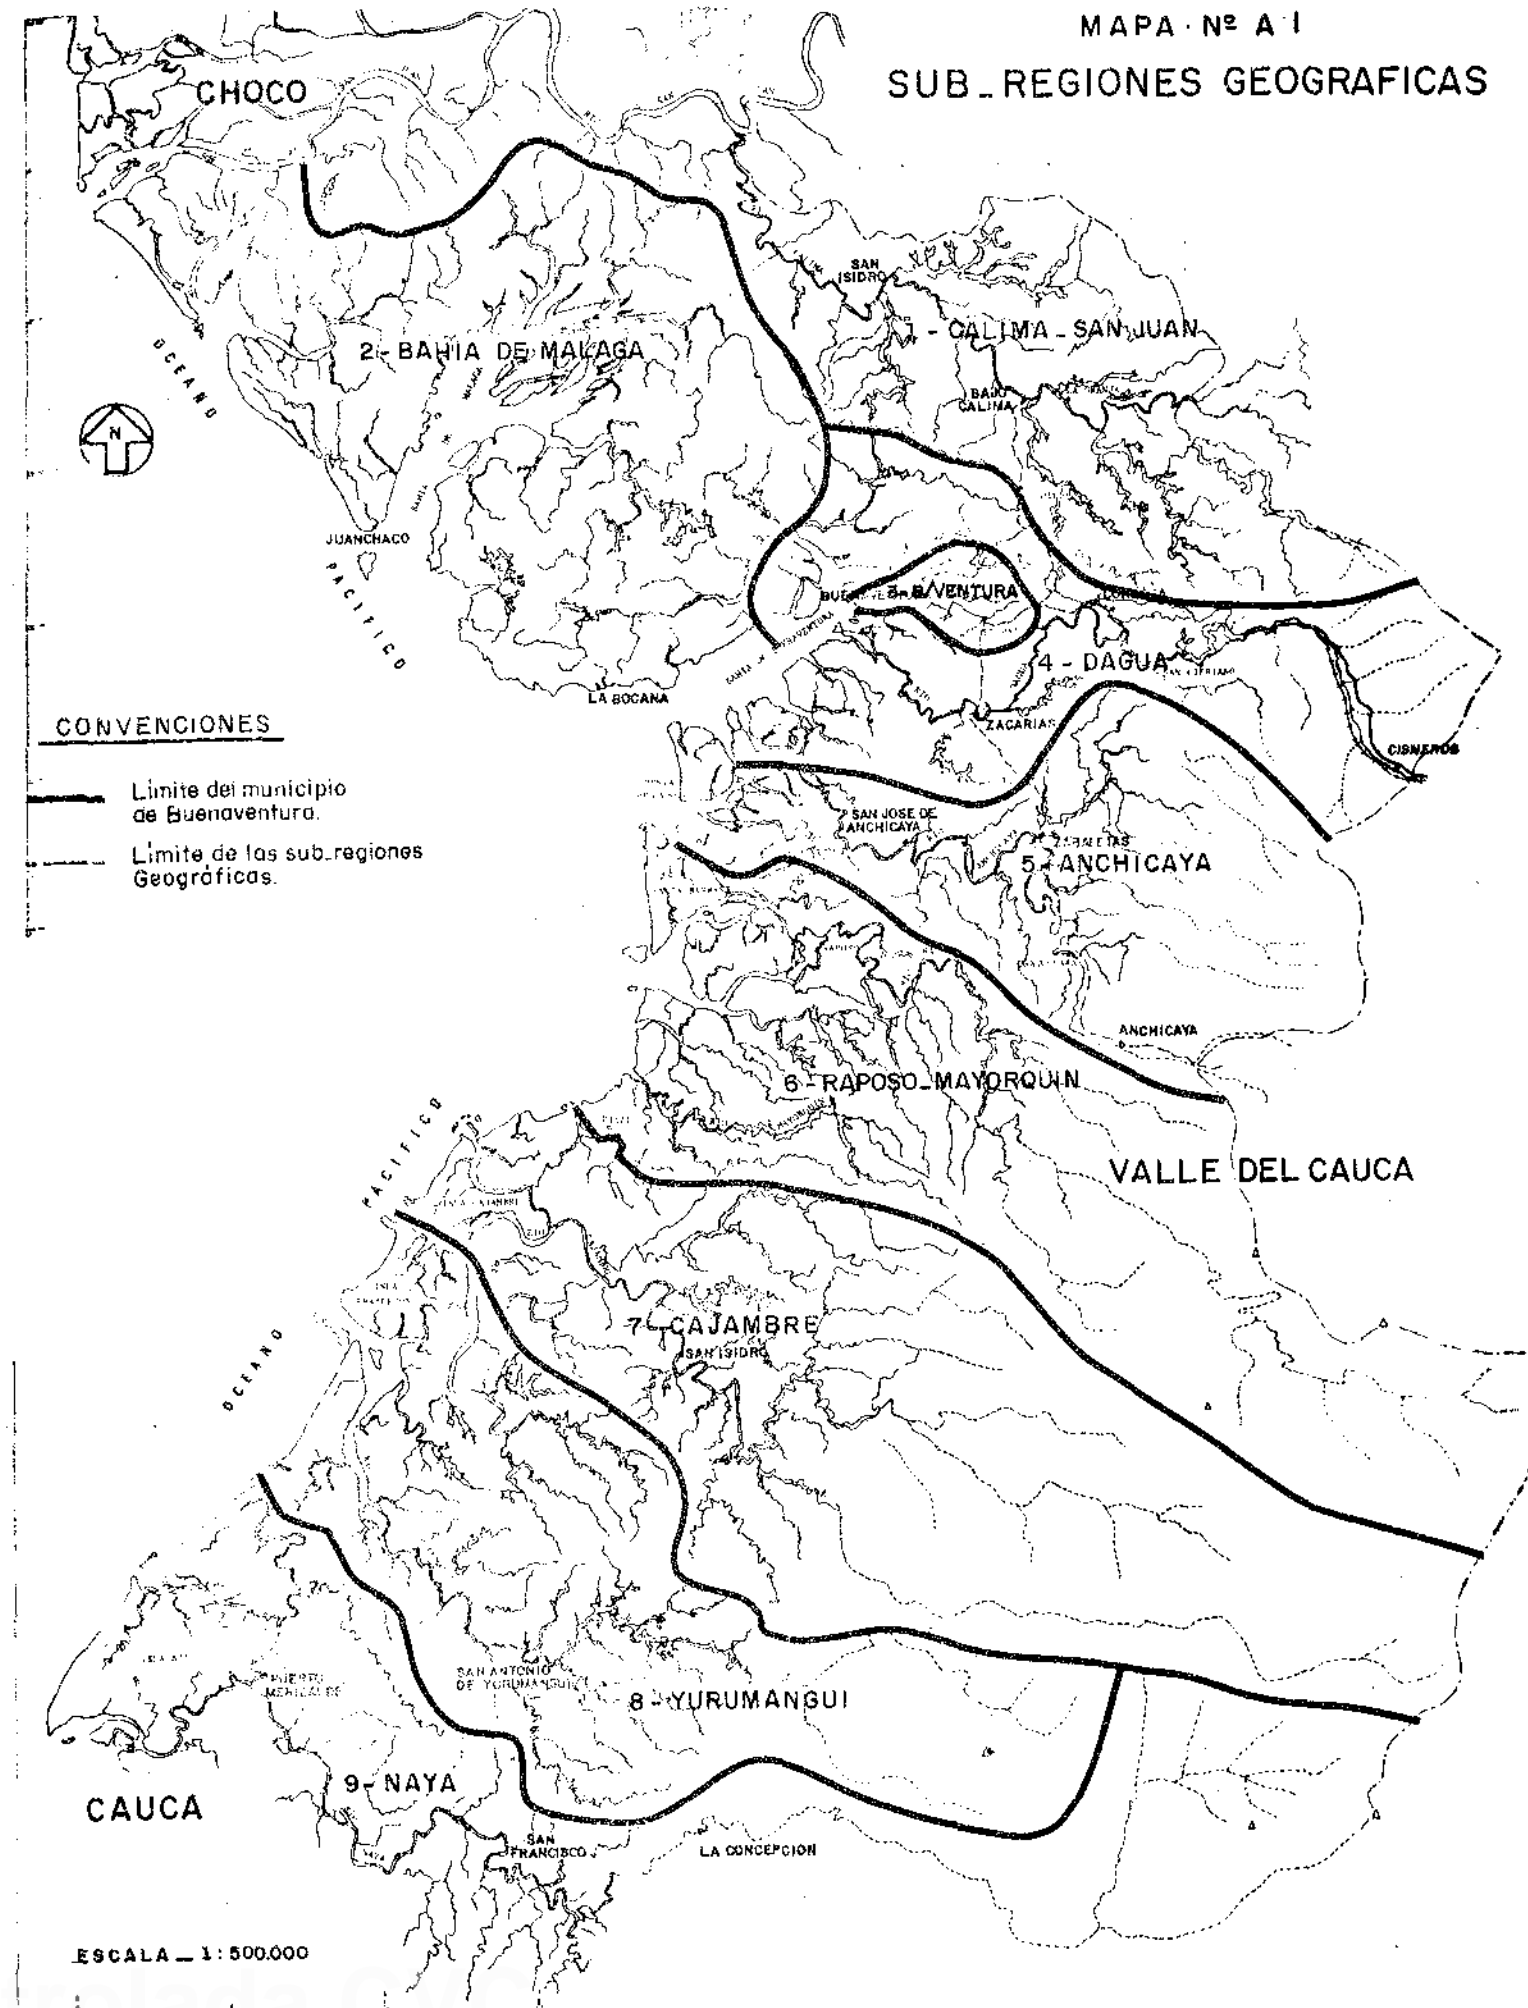 MAPA · Nº A 1
SUB_REGIONES GEOGRAFICAS
CHOCO
SAN
ISIDRO
1 - CALIMA _ SAN JUAN
2 - BAHIA DE MALAGA
OCEANO
BAJO
CALIMA
N
MALAGA
BAHIA
JUANCHACO
PACIFICO
3 - B/VENTURA
4 - DAGUA
LA BOCANA
ZACARIAS
CISNEROS
CONVENCIONES
Limite del municipio
de Buenaventura.
Limite de las sub_regiones
Geográficas.
SAN JOSE DE
ANCHICAYA
5 - ANCHICAYA
ANCHICAYA
6 - RAPOSO_MAYORQUIN
PACIFICO
VALLE DEL CAUCA
7 - CAJAMBRE
SAN ISIDRO
OCEANO
SAN ANTONIO
DE YURUMANGUI
8 - YURUMANGUI
9 - NAYA
CAUCA
SAN
FRANCISCO
LA CONCEPCION
ESCALA _ 1 : 500.000